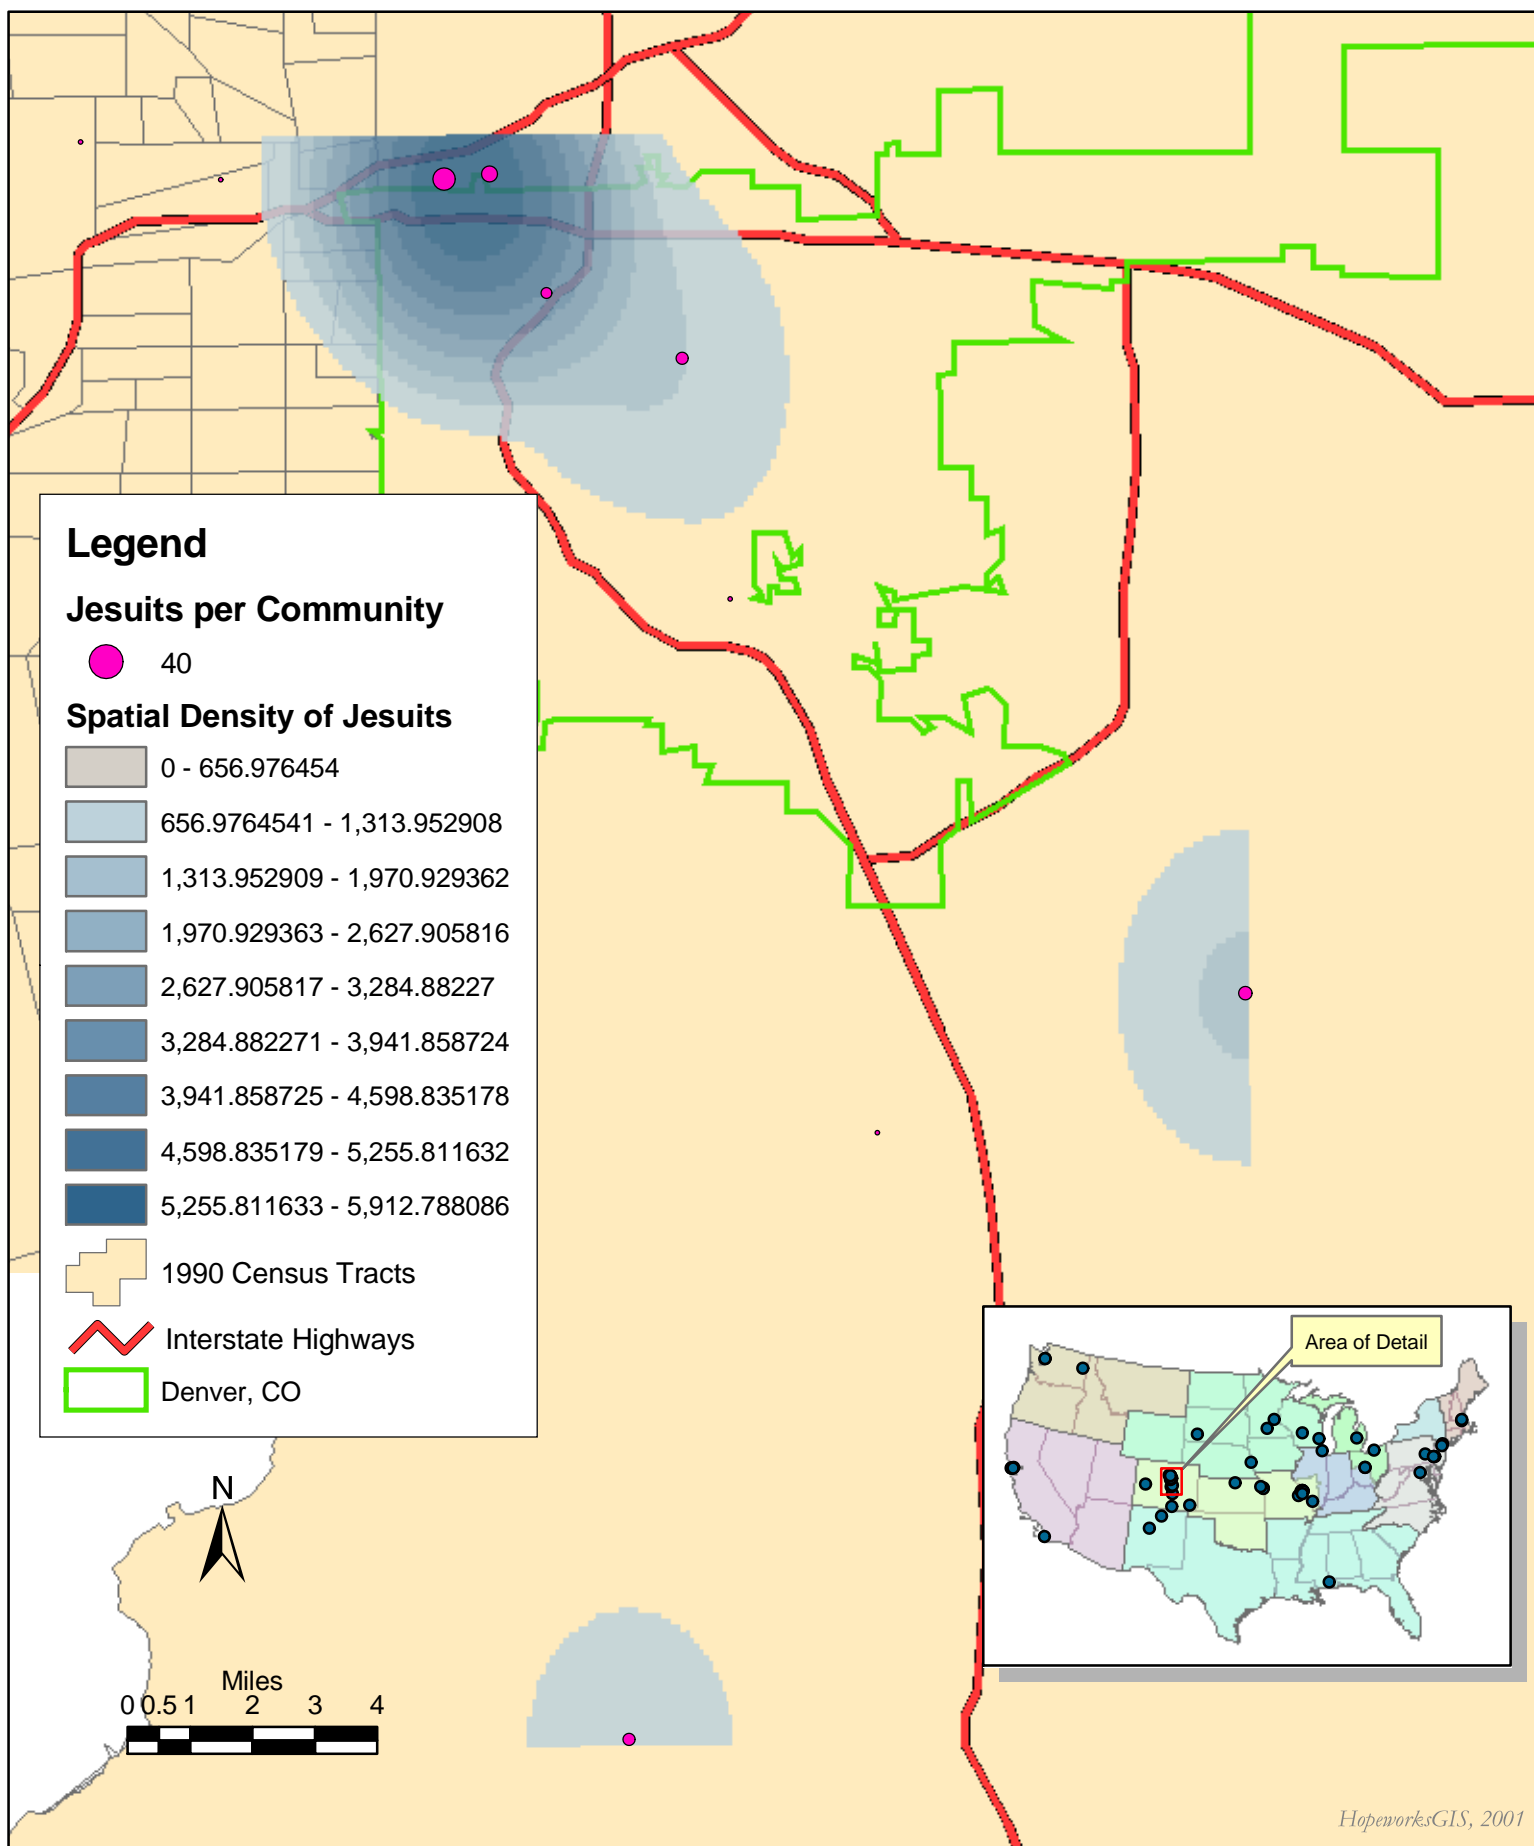 Legend
Jesuits per Community
40
Spatial Density of Jesuits
0 - 656.976454
656.9764541 - 1,313.952908
1,313.952909 - 1,970.929362
1,970.929363 - 2,627.905816
2,627.905817 - 3,284.88227
3,284.882271 - 3,941.858724
3,941.858725 - 4,598.835178
4,598.835179 - 5,255.811632
5,255.811633 - 5,912.788086
1990 Census Tracts
Interstate Highways
Denver, CO
Area of Detail
N
Miles
0 0.5 1 2 3 4
HopeworksGIS, 2001